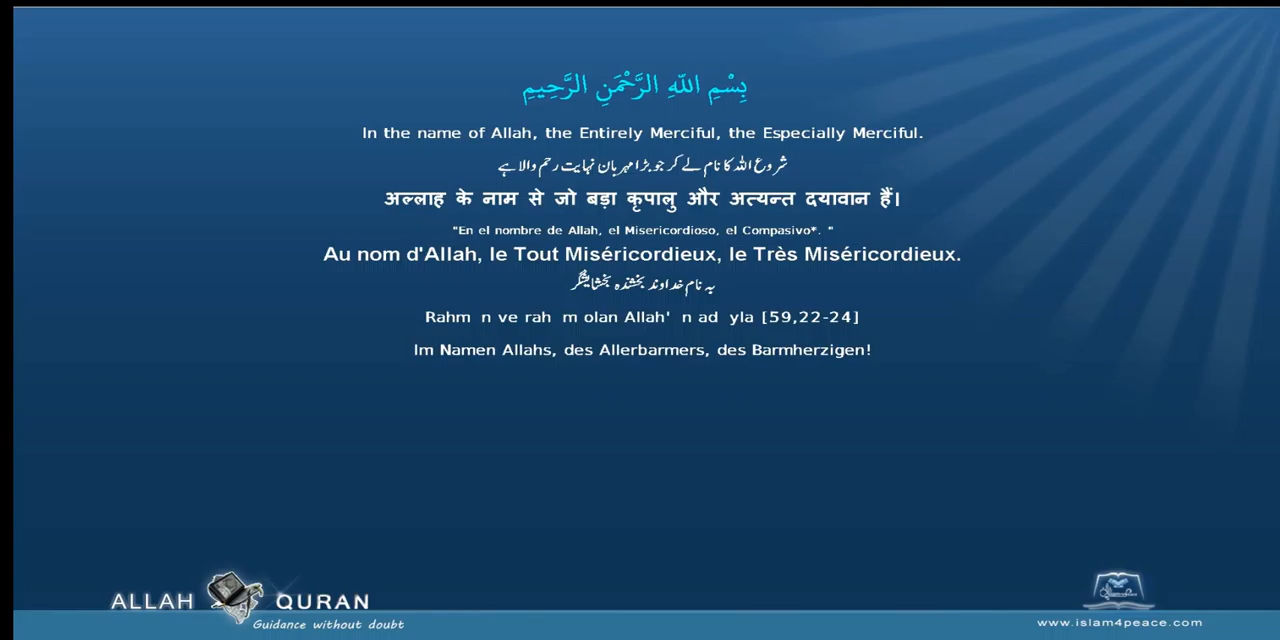 بِسْمِ اللّهِ الرَّحْمَنِ الرَّحِيمِ
In the name of Allah, the Entirely Merciful, the Especially Merciful.
شروع اللہ کا نام لے کر جو بڑا مہربان نہایت رحم والا ہے
अल्लाह के नाम से जो बड़ा कृपालु और अत्यन्त दयावान हैं।
"En el nombre de Allah, el Misericordioso, el Compasivo*. "
Au nom d'Allah, le Tout Miséricordieux, le Très Miséricordieux.
به نام خداوند بخشنده بخشایشگر
Rahm n ve rah m olan Allah' n ad yla [59,22-24]
Im Namen Allahs, des Allerbarmers, des Barmherzigen!
ALLAH QURAN
Guidance without doubt
www.islam4peace.com